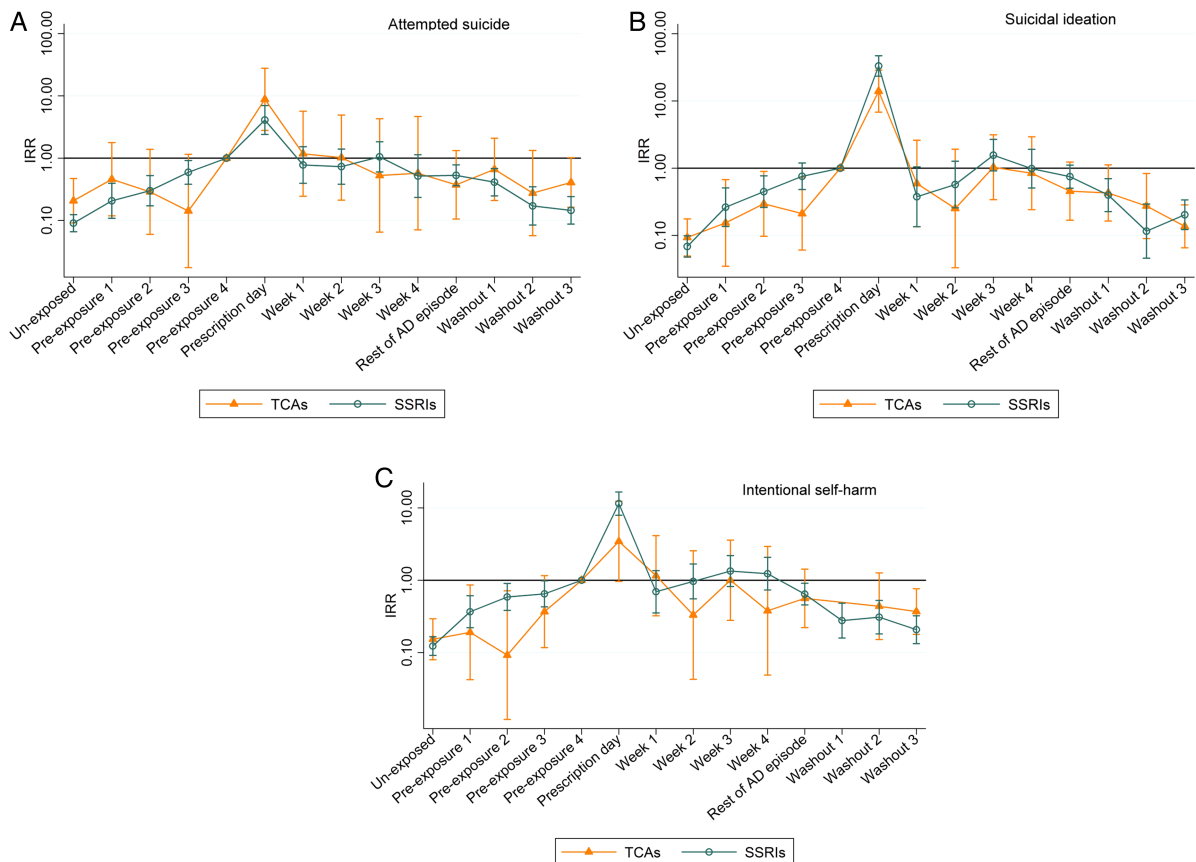 A
Attempted suicide
IRR
100.00
10.00
1.00
0.10
Un-exposed
Pre-exposure 1
Pre-exposure 2
Pre-exposure 3
Pre-exposure 4
Prescription day
Week 1
Week 2
Week 3
Week 4
Rest of AD episode
Washout 1
Washout 2
Washout 3
TCAs
SSRIs
B
Suicidal ideation
IRR
100.00
10.00
1.00
0.10
Un-exposed
Pre-exposure 1
Pre-exposure 2
Pre-exposure 3
Pre-exposure 4
Prescription day
Week 1
Week 2
Week 3
Week 4
Rest of AD episode
Washout 1
Washout 2
Washout 3
TCAs
SSRIs
C
Intentional self-harm
IRR
10.00
1.00
0.10
Un-exposed
Pre-exposure 1
Pre-exposure 2
Pre-exposure 3
Pre-exposure 4
Prescription day
Week 1
Week 2
Week 3
Week 4
Rest of AD episode
Washout 1
Washout 2
Washout 3
TCAs
SSRIs